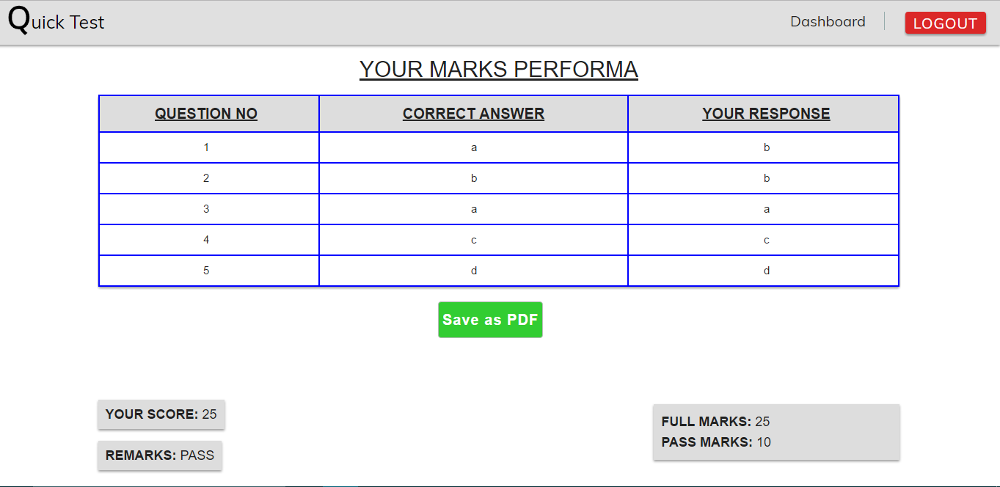 Quick Test
Dashboard
LOGOUT
YOUR MARKS PERFORMA
QUESTION NO CORRECT ANSWER YOUR RESPONSE
1 a b
2 b b
3 a a
4 c c
5 d d
Save as PDF
YOUR SCORE: 25
REMARKS: PASS
FULL MARKS: 25
PASS MARKS: 10